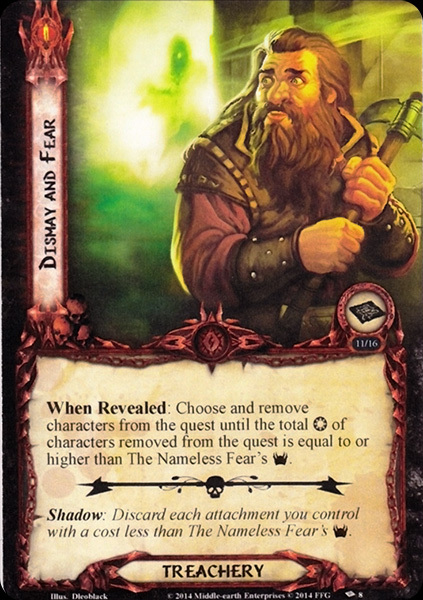 DISMAY AND FEAR
11/16
When Revealed: Choose and remove
characters from the quest until the total of
characters removed from the quest is equal to or
higher than The Nameless Fear's .
Shadow: Discard each attachment you control
with a cost less than The Nameless Fear's .
TREACHERY
Illus. Dleoblack © 2014 Middle-earth Enterprises © 2014 FFG 8